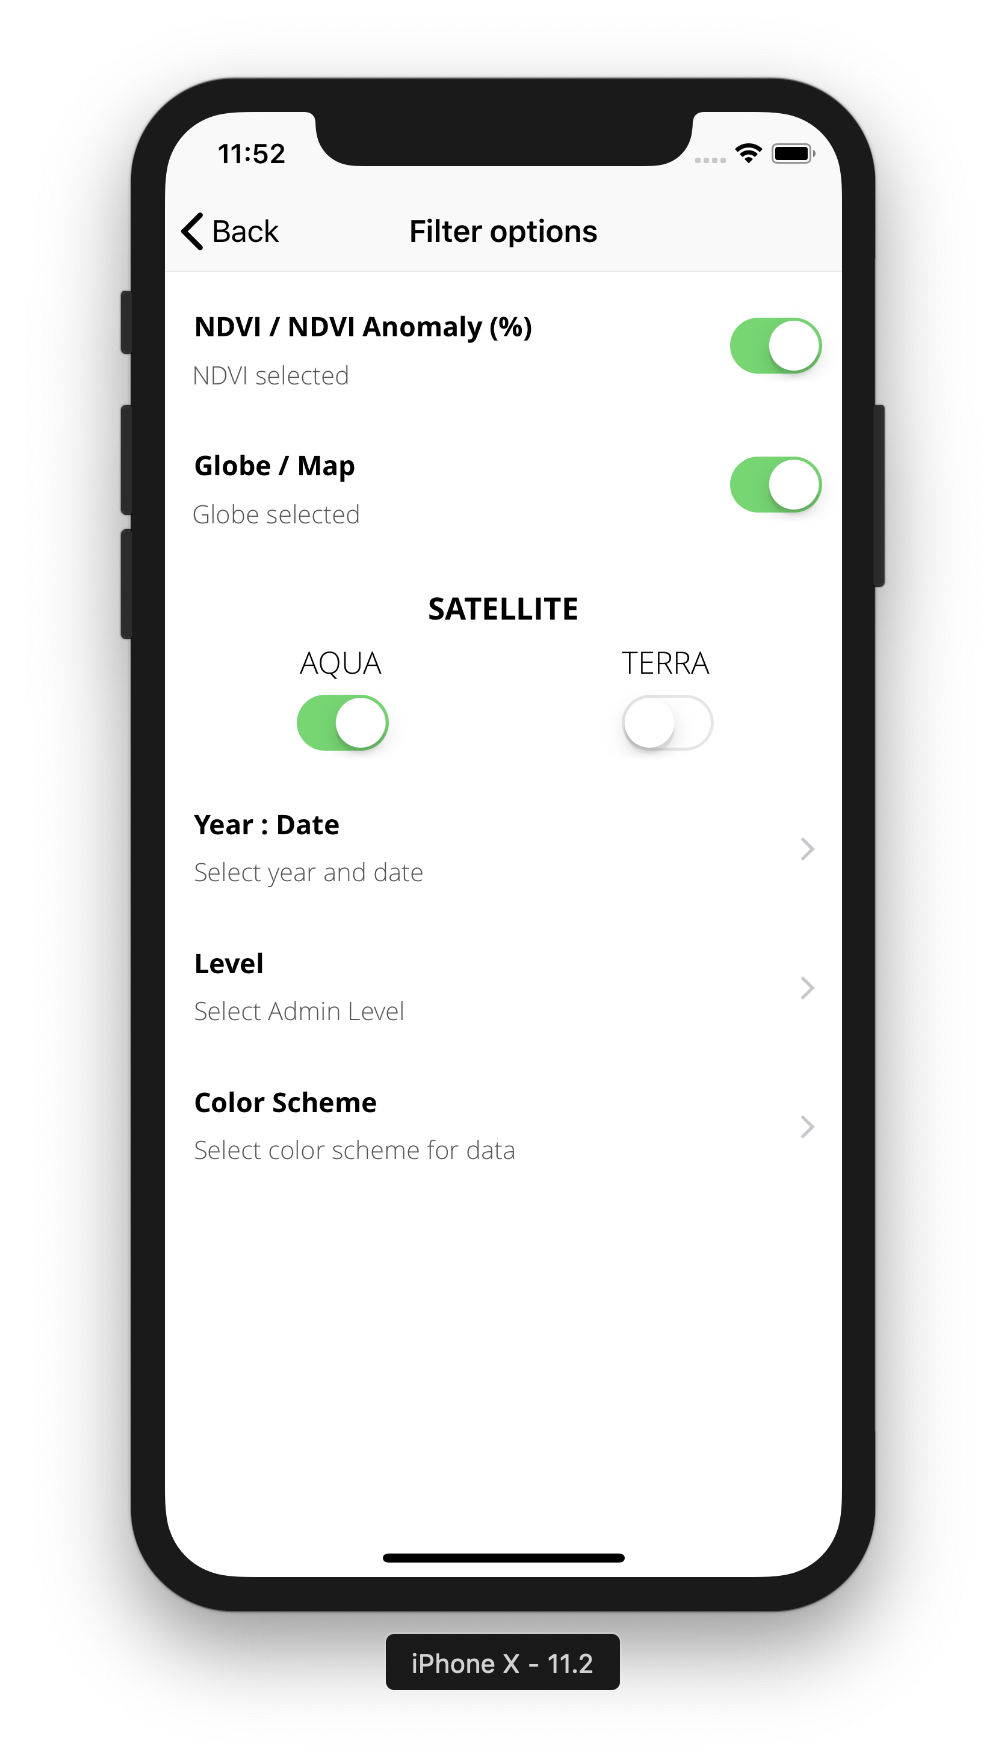 11:52
Back
Filter options
NDVI / NDVI Anomaly (%)
NDVI selected
Globe / Map
Globe selected
SATELLITE
AQUA
TERRA
Year : Date
Select year and date
Level
Select Admin Level
Color Scheme
Select color scheme for data
iPhone X - 11.2